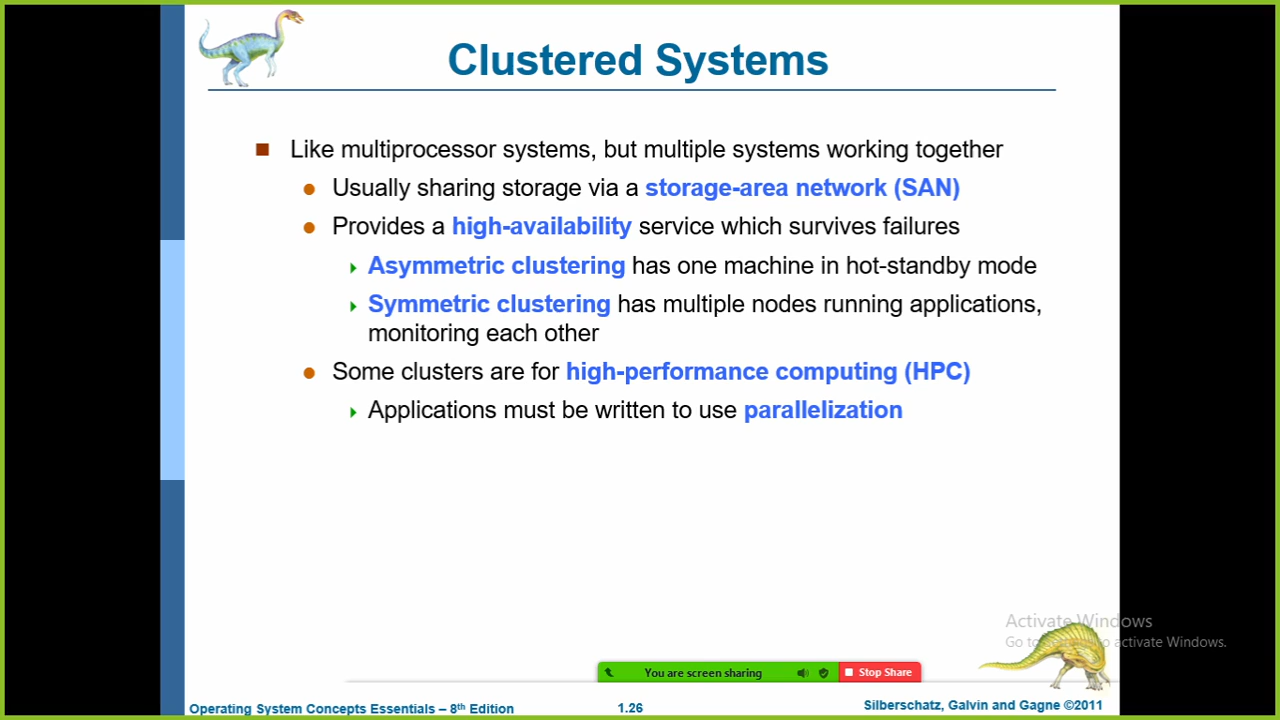 Clustered Systems
Like multiprocessor systems, but multiple systems working together
Usually sharing storage via a storage-area network (SAN)
Provides a high-availability service which survives failures
Asymmetric clustering has one machine in hot-standby mode
Symmetric clustering has multiple nodes running applications,
monitoring each other
Some clusters are for high-performance computing (HPC)
Applications must be written to use parallelization
Activate Windows
Go to activate Windows.
You are screen sharing
Stop Share
Operating System Concepts Essentials – 8th Edition
1.26
Silberschatz, Galvin and Gagne ©2011